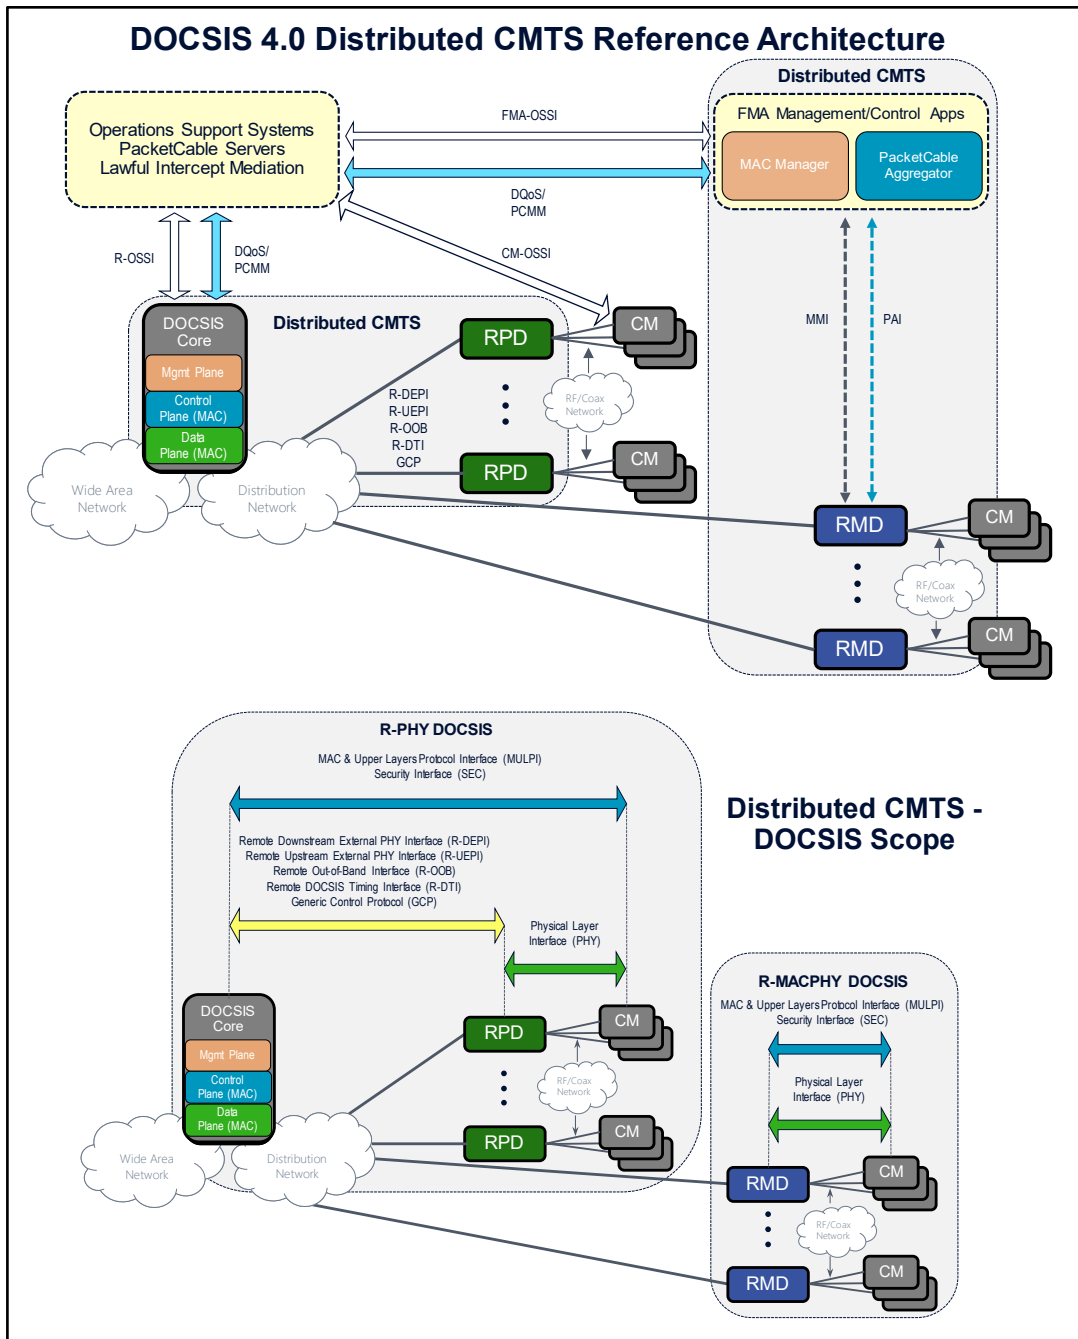 DOCSIS 4.0 Distributed CMTS Reference Architecture
Distributed CMTS
Operations Support Systems
PacketCable Servers
Lawful Intercept Mediation
FMA-OSSI
FMA Management/Control Apps
MAC Manager
PacketCable
Aggregator
DQoS/
PCMM
R-OSSI
DQoS/
PCMM
CM-OSSI
MMI
PAI
DOCSIS
Core
Mgmt Plane
Control
Plane (MAC)
Data
Plane (MAC)
Distributed CMTS
RPD
CM
R-DEPI
R-UEPI
R-OOB
R-DTI
GCP
RF/Coax
Network
RPD
CM
Wide Area
Network
Distribution
Network
RMD
CM
RF/Coax
Network
RMD
CM
R-PHY DOCSIS
MAC & Upper Layers Protocol Interface (MULPI)
Security Interface (SEC)
Distributed CMTS -
DOCSIS Scope
Remote Downstream External PHY Interface (R-DEPI)
Remote Upstream External PHY Interface (R-UEPI)
Remote Out-of-Band Interface (R-OOB)
Remote DOCSIS Timing Interface (R-DTI)
Generic Control Protocol (GCP)
Physical Layer
Interface (PHY)
DOCSIS
Core
Mgmt Plane
Control
Plane (MAC)
Data
Plane (MAC)
RPD
CM
RF/Coax
Network
RPD
CM
Wide Area
Network
Distribution
Network
R-MACPHY DOCSIS
MAC & Upper Layers Protocol Interface (MULPI)
Security Interface (SEC)
Physical Layer
Interface (PHY)
RMD
CM
RF/Coax
Network
RMD
CM